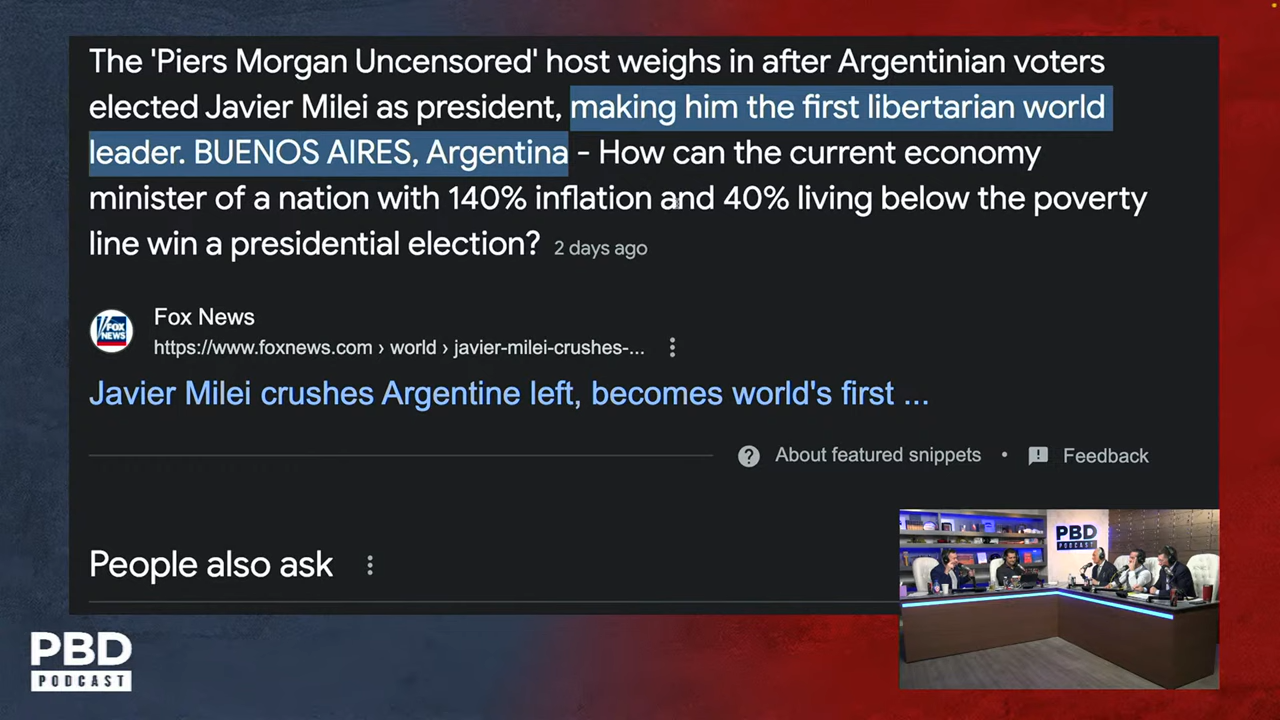 The 'Piers Morgan Uncensored' host weighs in after Argentinian voters
elected Javier Milei as president, making him the first libertarian world
leader. BUENOS AIRES, Argentina - How can the current economy
minister of a nation with 140% inflation and 40% living below the poverty
line win a presidential election? 2 days ago
FOX
NEWS
Fox News
https://www.foxnews.com › world › javier-milei-crushes-...
Javier Milei crushes Argentine left, becomes world's first ...
About featured snippets • Feedback
People also ask
PBD
PODCAST
PBD
PODCAST